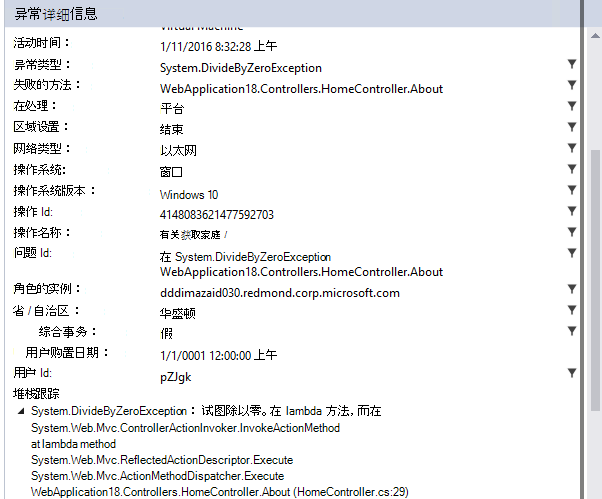 异常详细信息
Virtual Machine
活动时间： 1/11/2016 8:32:28 上午
异常类型： System.DivideByZeroException
失败的方法： WebApplication18.Controllers.HomeController.About
在处理： 平台
区域设置： 结束
网络类型： 以太网
操作系统: 窗口
操作系统版本： Windows 10
操作 Id: 4148083621477592703
操作名称： 有关获取家庭 /
问题 Id: 在 System.DivideByZeroException
WebApplication18.Controllers.HomeController.About
角色的实例： dddimazaid030.redmond.corp.microsoft.com
省 / 自治区： 华盛顿
综合事务： 假
用户购置日期： 1/1/0001 12:00:00 上午
用户 Id: pZJgk
堆栈跟踪
System.DivideByZeroException： 试图除以零。在 lambda 方法，而在
System.Web.Mvc.ControllerActionInvoker.InvokeActionMethod
at lambda method
System.Web.Mvc.ReflectedActionDescriptor.Execute
System.Web.Mvc.ActionMethodDispatcher.Execute
WebApplication18.Controllers.HomeController.About (HomeController.cs:29)